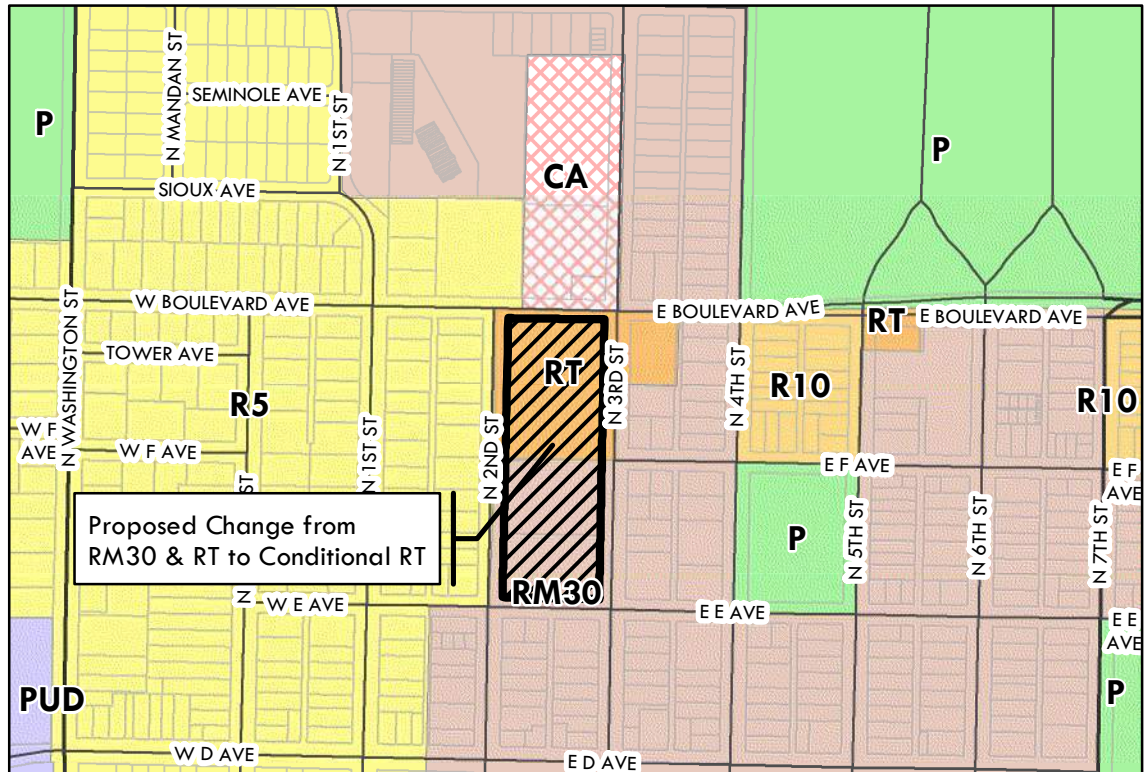 P
N MANDAN ST
SEMINOLE AVE
N 1ST ST
SIOUX AVE
CA
P
W BOULEVARD AVE
E BOULEVARD AVE
RT
E BOULEVARD AVE
N WASHINGTON ST
TOWER AVE
R5
RT
N 3RD ST
N 4TH ST
R10
R10
W F
AVE
W F AVE
N 1ST ST
N 2ND ST
E F AVE
E F
AVE
ST
N
Proposed Change from
RM30 & RT to Conditional RT
P
N 5TH ST
N 6TH ST
N 7TH ST
RM30
W E AVE
E E AVE
E E
AVE
PUD
P
W D AVE
E D AVE